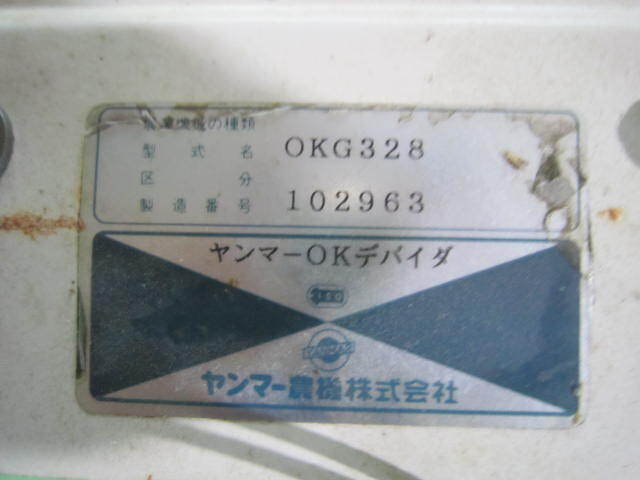 農業機械の種類
型式名 OKG328
区分
製造番号 102963
ヤンマーOKデバイダ
ヤンマー農機株式会社